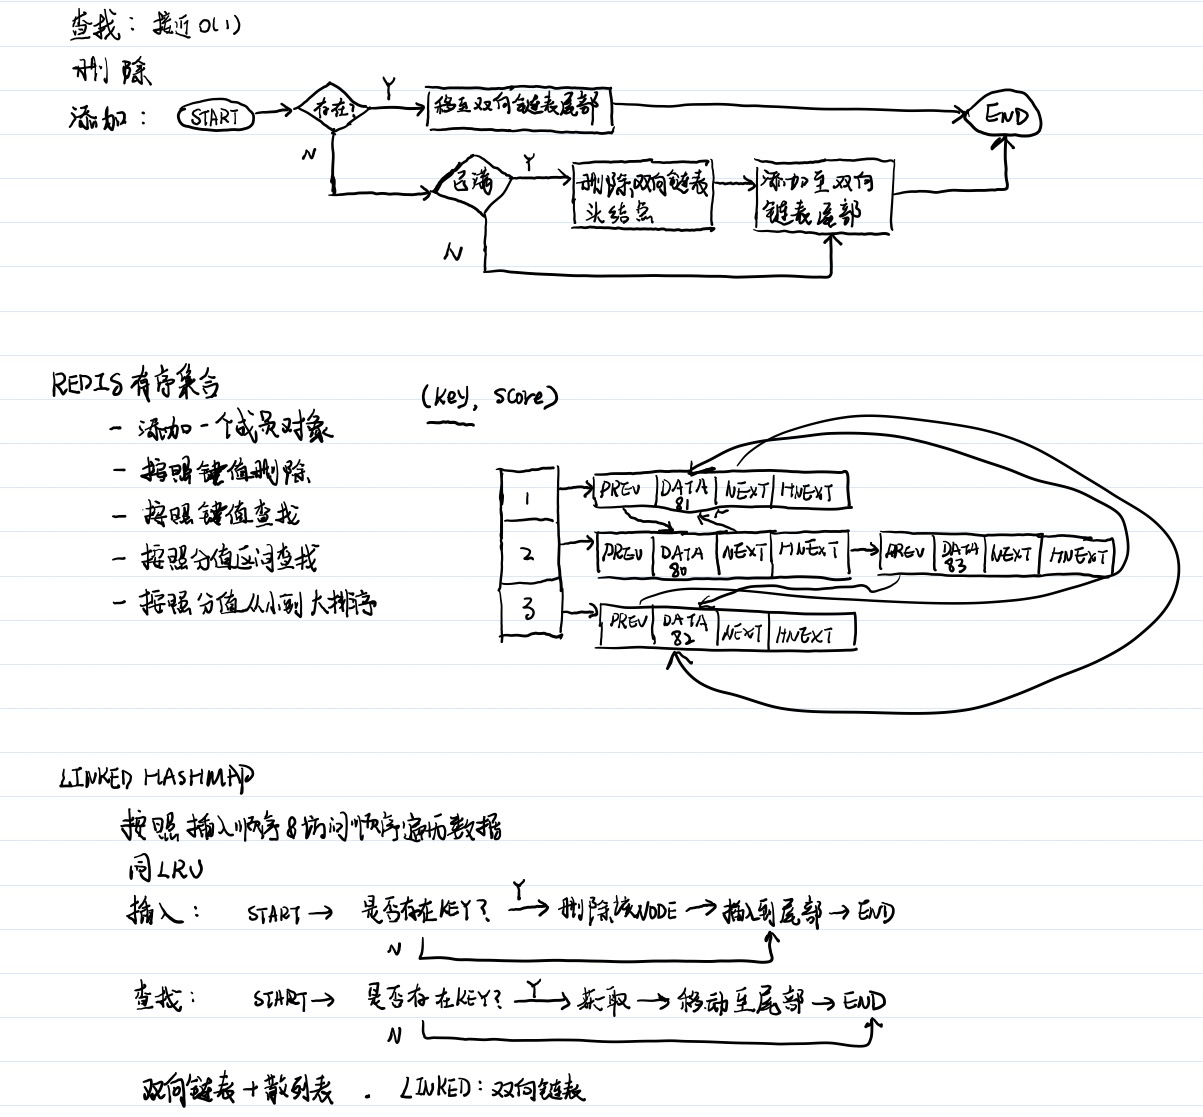 查找: 接近 O(1)
删除
添加:
START
存在?
Y
移至双向链表尾部
END
N
已满
Y
删除双向链表
头结点
添加至双向
链表尾部
N
REDIS 有序集合
(key, score)
- 添加一个成员对象
- 按照键值删除
- 按照键值查找
- 按照分值区间查找
- 按照分值从小到大排序
1 PREV DATA 81 NEXT HNEXT
2 PREV DATA 80 NEXT HNEXT PREV DATA 83 NEXT HNEXT
3 PREV DATA 82 NEXT HNEXT
LINKED HASHMAP
按照插入顺序&访问顺序遍历数据
同LRU
插入: START → 是否存在KEY? Y → 删除该NODE → 插入到尾部 → END
N
查找: START → 是否存在KEY? Y → 获取 → 移动至尾部 → END
N
双向链表 + 散列表 . LINKED: 双向链表